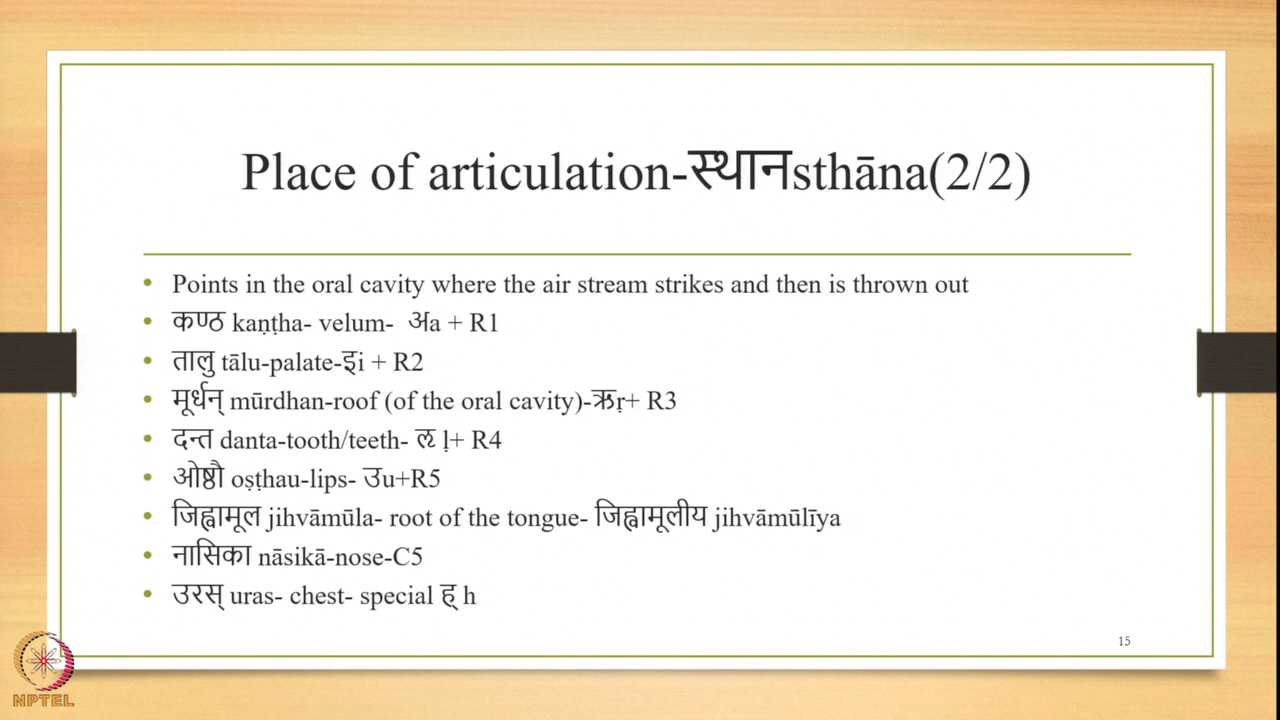 Place of articulation-स्थानsthāna(2/2)
• Points in the oral cavity where the air stream strikes and then is thrown out
• कण्ठ kaṇṭha- velum- अa + R1
• तालु tālu-palate-इi + R2
• मूर्धन् mūrdhan-roof (of the oral cavity)-ऋṛ+ R3
• दन्त danta-tooth/teeth- ऌ ḷ+ R4
• ओष्ठौ oṣṭhau-lips- उu+R5
• जिह्वामूल jihvāmūla- root of the tongue- जिह्वामूलीय jihvāmūlīya
• नासिका nāsikā-nose-C5
• उरस् uras- chest- special ह् h
15
NPTEL